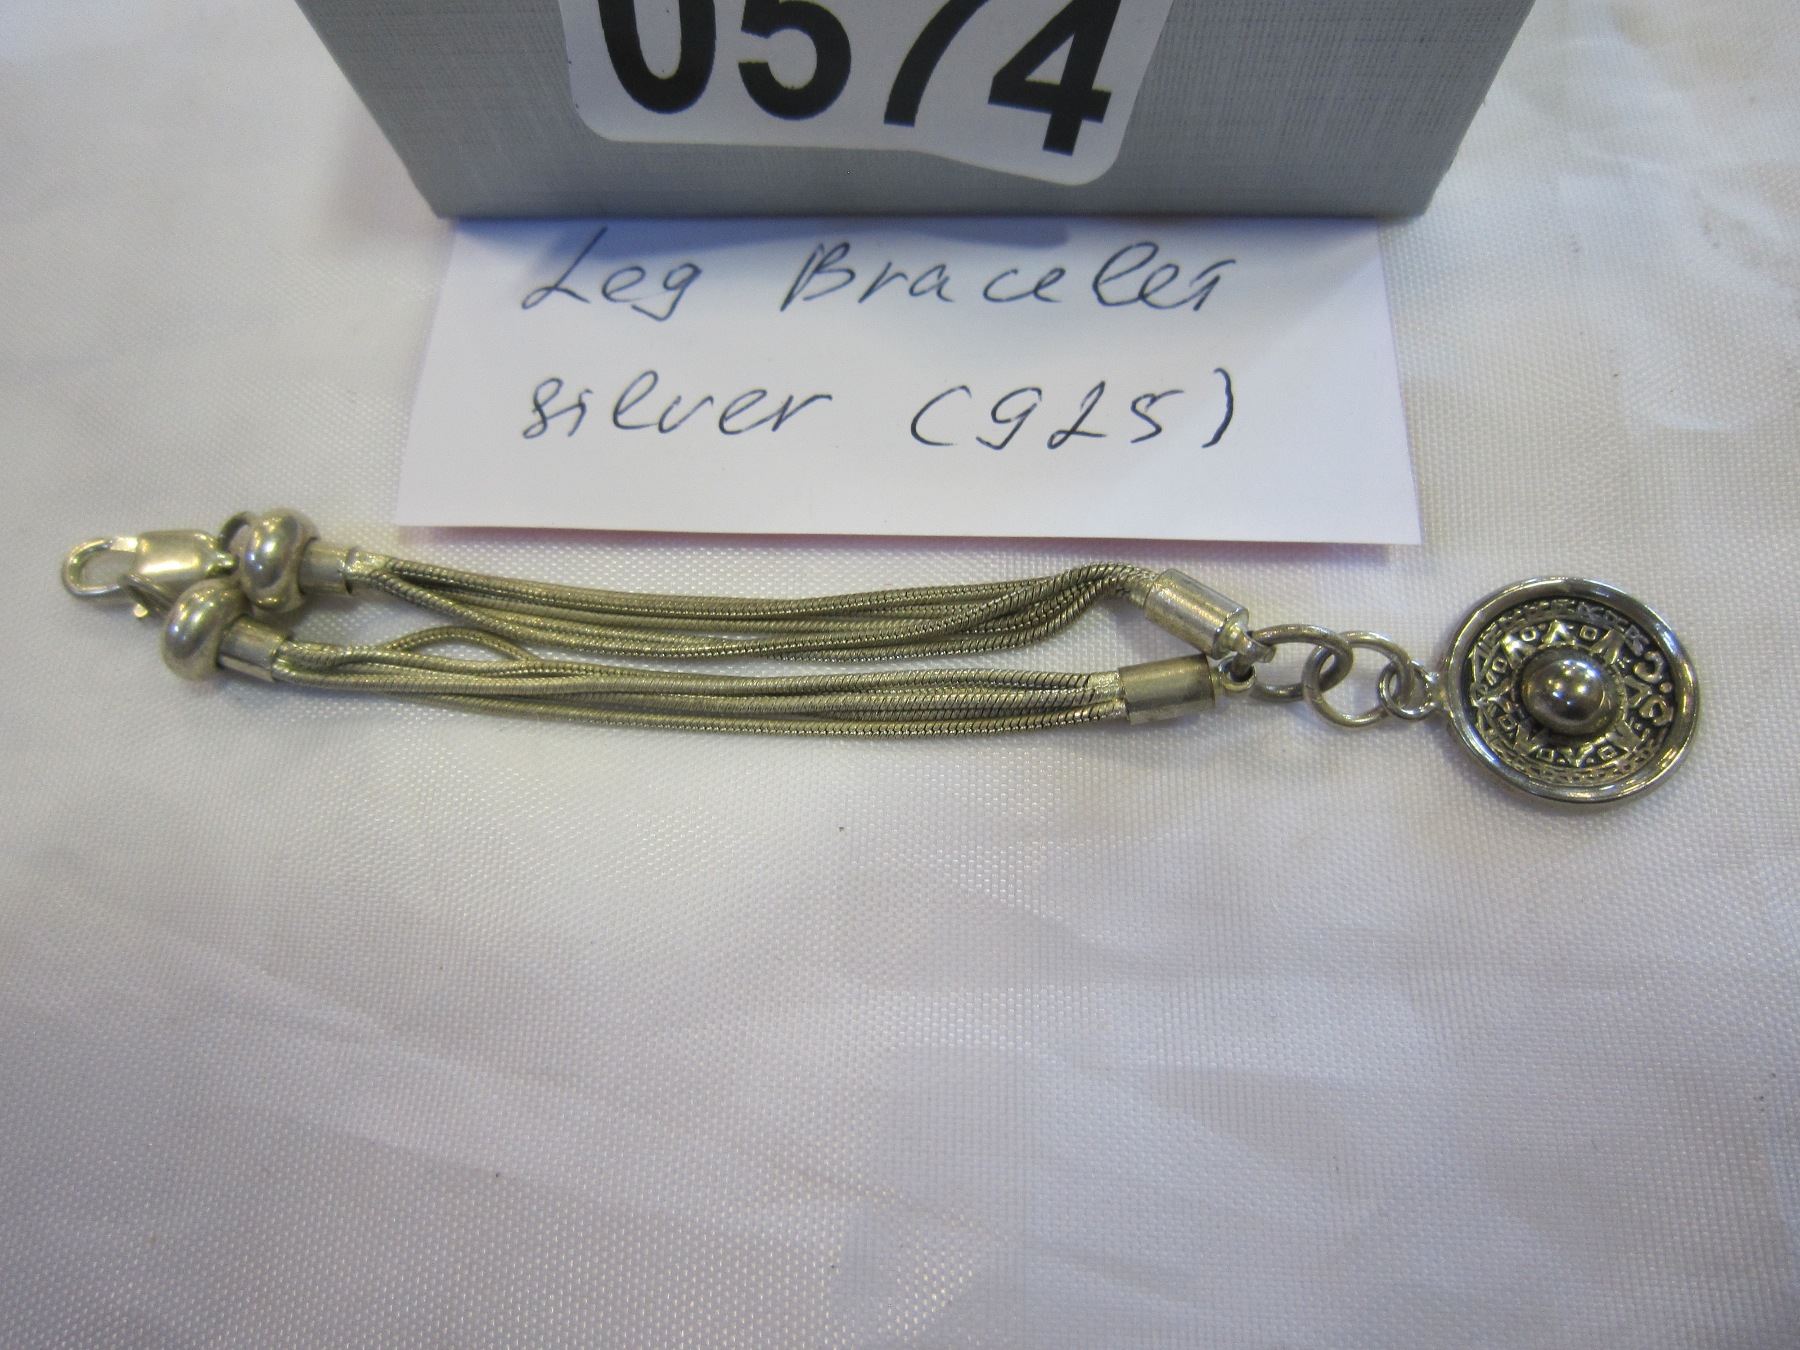 0574
Leg Bracelet
silver (925)